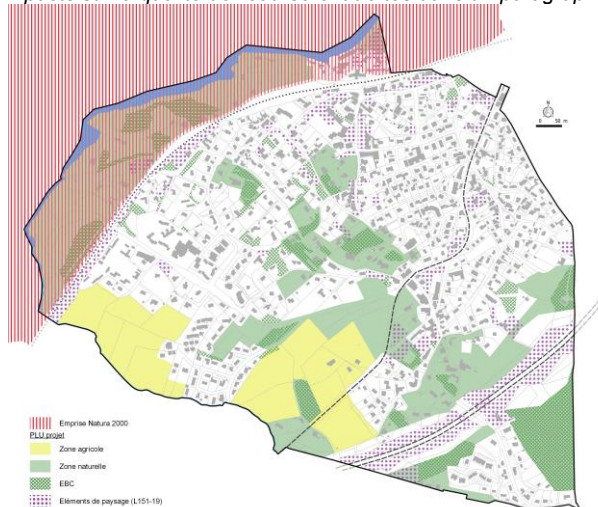 0 50 m
Emprise Natura 2000
PLU projet
Zone agricole
Zone naturelle
EBC
Eléments de paysage (L151-19)